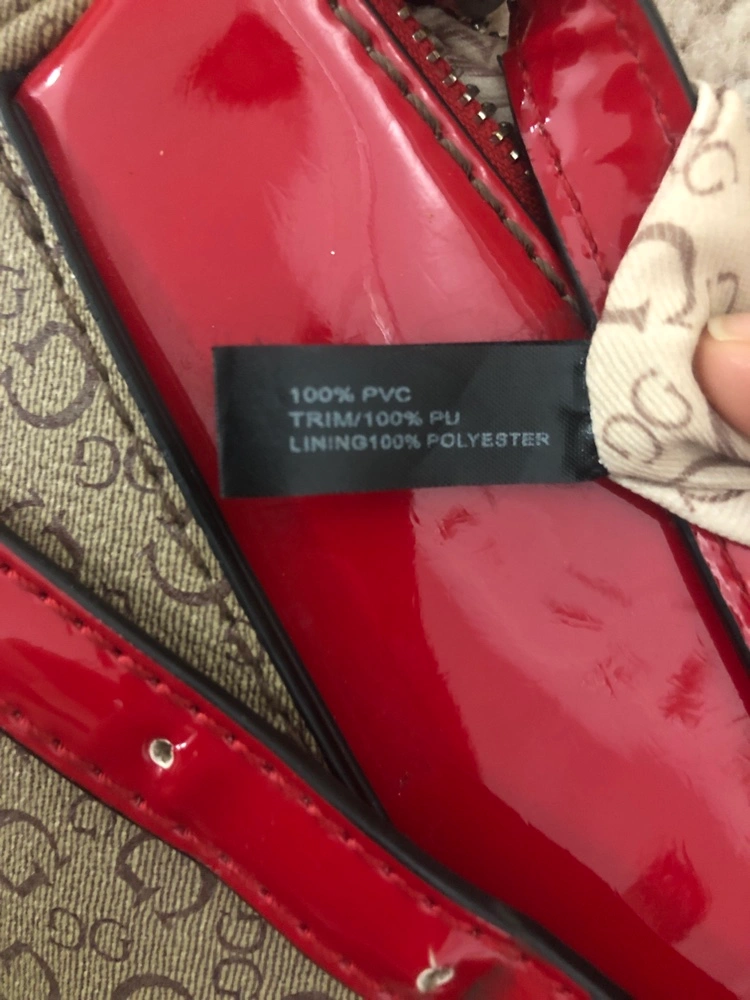 100% PVC
TRIM/100% PU
LINING100% POLYESTER